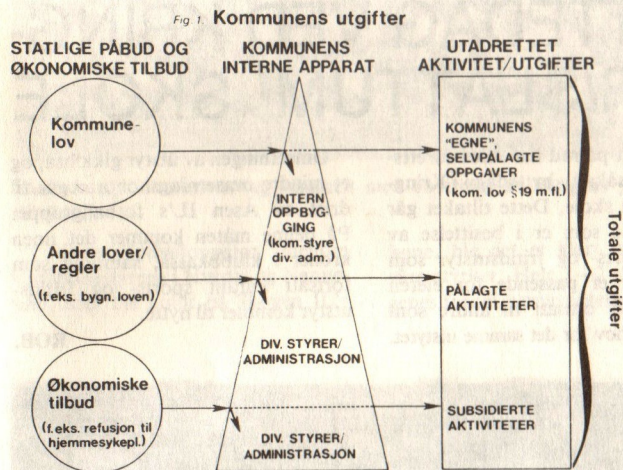 Fig 1. Kommunens utgifter
STATLIGE PÅBUD OG
ØKONOMISKE TILBUD
KOMMUNENS
INTERNE APPARAT
UTADRETTET
AKTIVITET/UTGIFTER
Kommune-
lov
INTERN
OPPBYG-
GING
(kom. styre
div. adm.)
KOMMUNENS
"EGNE",
SELVPÅLAGTE
OPPGAVER
(kom. lov §19 m. fl.)
Andre lover/
regler
(f.eks. bygn. loven)
DIV. STYRER/
ADMINISTRASJON
PÅLAGTE
AKTIVITETER
Økonomiske
tilbud
(f.eks. refusjon til
hjemmesykepl.)
DIV. STYRER/
ADMINISTRASJON
SUBSIDIERTE
AKTIVITETER
Totale utgifter